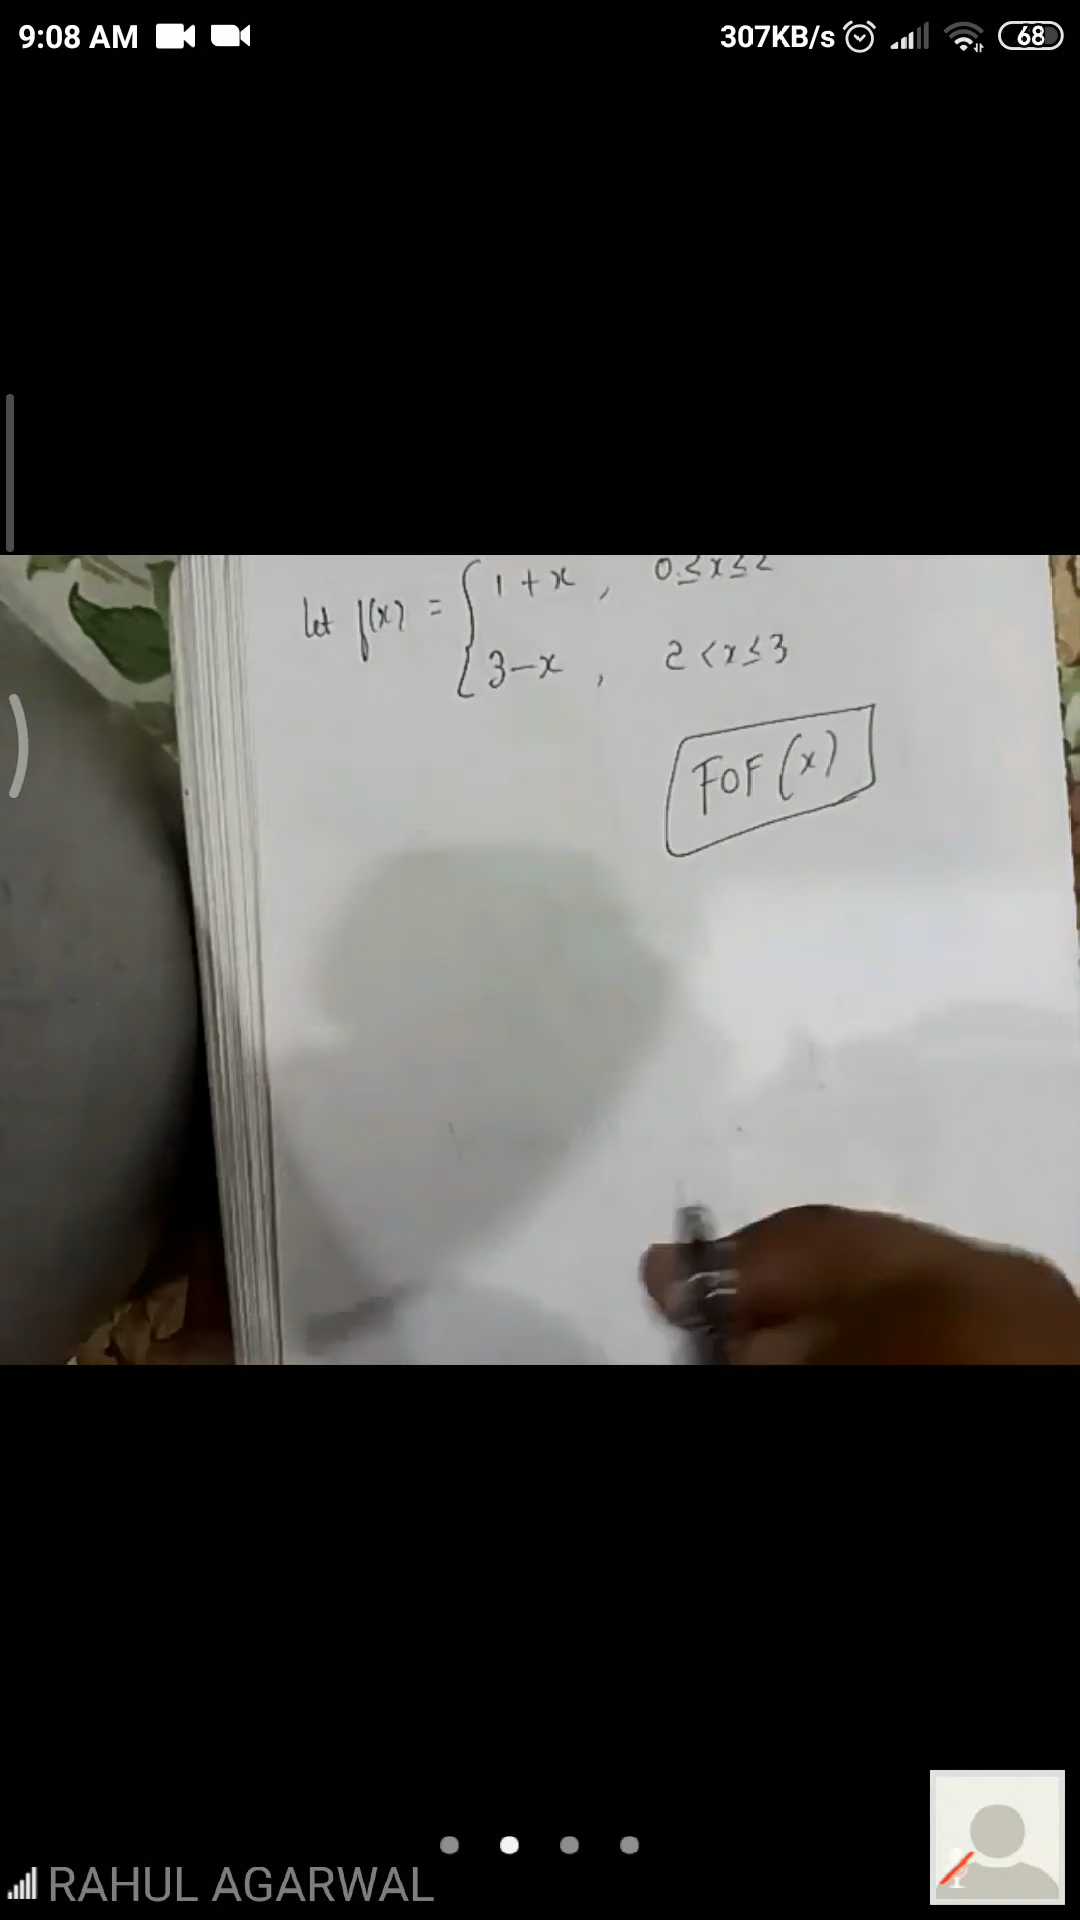 9:08 AM
307KB/s
68
let f(x) = { 1 + x , 0 ≤ x ≤ 2
3 - x , 2 < x ≤ 3
FOF (x)
RAHUL AGARWAL